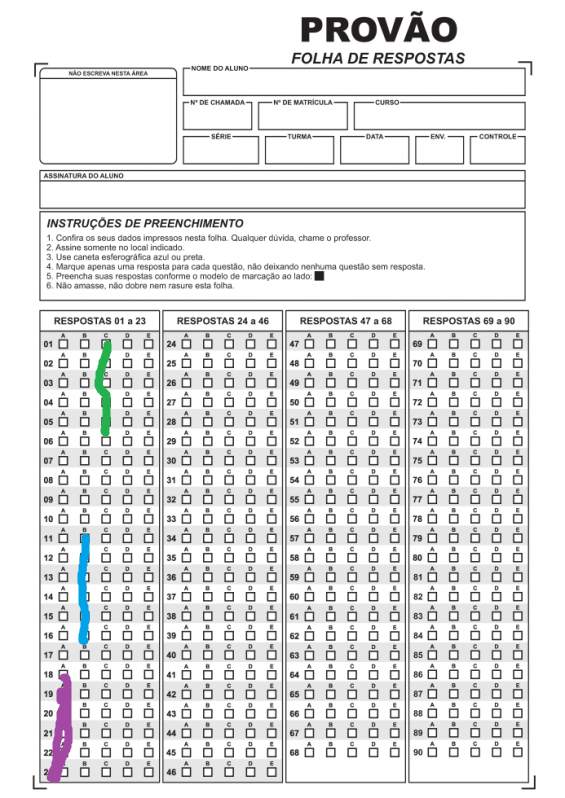 PROVÃO
FOLHA DE RESPOSTAS
NÃO ESCREVA NESTA ÁREA
NOME DO ALUNO
Nº DE CHAMADA
Nº DE MATRÍCULA
CURSO
SÉRIE
TURMA
DATA
ENV.
CONTROLE
ASSINATURA DO ALUNO
INSTRUÇÕES DE PREENCHIMENTO
1. Confira os seus dados impressos nesta folha. Qualquer dúvida, chame o professor.
2. Assine somente no local indicado.
3. Use caneta esferográfica azul ou preta.
4. Marque apenas uma resposta para cada questão, não deixando nenhuma questão sem resposta.
5. Preencha suas respostas conforme o modelo de marcação ao lado:
6. Não amasse, não dobre nem rasure esta folha.
RESPOSTAS 01 a 23 RESPOSTAS 24 a 46 RESPOSTAS 47 a 68 RESPOSTAS 69 a 90
A B C D E A B C D E A B C D E A B C D E
01 24 47 69
A B D E A B C D E A B C D E A B C D E
02 25 48 70
A B C D E A B C D E A B C D E A B C D E
03 26 49 71
A B D E A B C D E A B C D E A B C D E
04 27 50 72
A B D E A B C D E A B C D E A B C D E
05 28 51 73
A B C D E A B C D E A B C D E A B C D E
06 29 52 74
A B C D E A B C D E A B C D E A B C D E
07 30 53 75
A B C D E A B C D E A B C D E A B C D E
08 31 54 76
A B C D E A B C D E A B C D E A B C D E
09 32 55 77
A B C D E A B C D E A B C D E A B C D E
10 33 56 78
A B C D E A B C D E A B C D E A B C D E
11 34 57 79
A C D E A B C D E A B C D E A B C D E
12 35 58 80
A C D E A B C D E A B C D E A B C D E
13 36 59 81
A C D E A B C D E A B C D E A B C D E
14 37 60 82
A C D E A B C D E A B C D E A B C D E
15 38 61 83
A C D E A B C D E A B C D E A B C D E
16 39 62 84
A B C D E A B C D E A B C D E A B C D E
17 40 63 85
A B C D E A B C D E A B C D E A B C D E
18 41 64 86
B C D E A B C D E A B C D E A B C D E
19 42 65 87
B C D E A B C D E A B C D E A B C D E
20 43 66 88
B C D E A B C D E A B C D E A B C D E
21 44 67 89
B C D E A B C D E A B C D E A B C D E
22 45 68 90
B C D E A B C D E
46